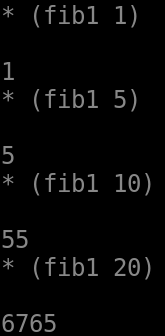 * (fib1 1)
1
* (fib1 5)
5
* (fib1 10)
55
* (fib1 20)
6765